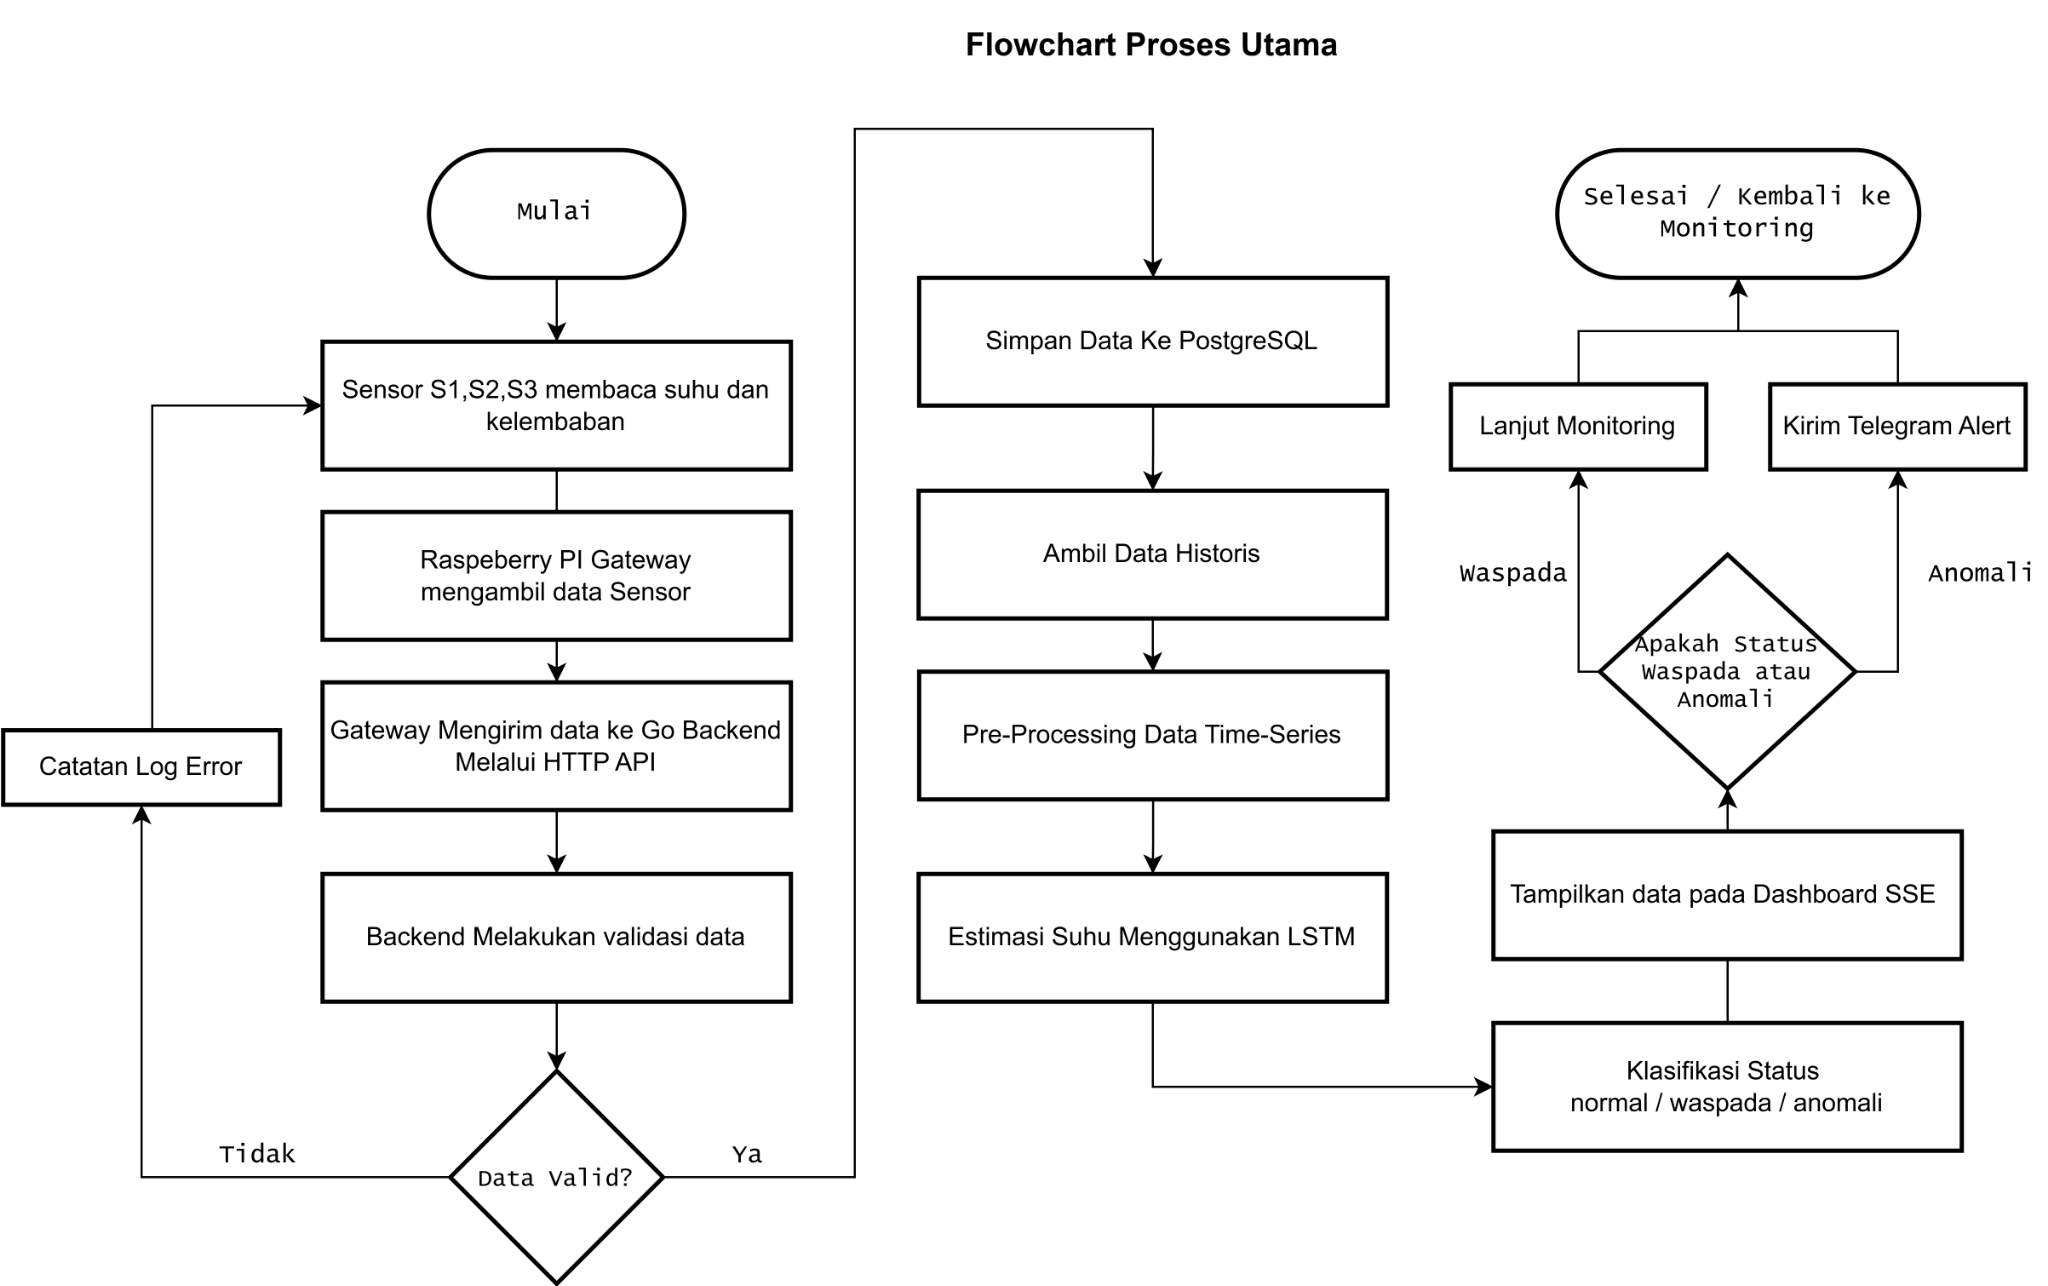 Flowchart Proses Utama
Mulai
Sensor S1,S2,S3 membaca suhu dan
kelembaban
Raspeberry PI Gateway
mengambil data Sensor
Gateway Mengirim data ke Go Backend
Melalui HTTP API
Catatan Log Error
Backend Melakukan validasi data
Data Valid?
Tidak
Ya
Simpan Data Ke PostgreSQL
Ambil Data Historis
Pre-Processing Data Time-Series
Estimasi Suhu Menggunakan LSTM
Klasifikasi Status
normal / waspada / anomali
Tampilkan data pada Dashboard SSE
Apakah Status
Waspada atau
Anomali
Waspada
Anomali
Lanjut Monitoring
Kirim Telegram Alert
Selesai / Kembali ke
Monitoring